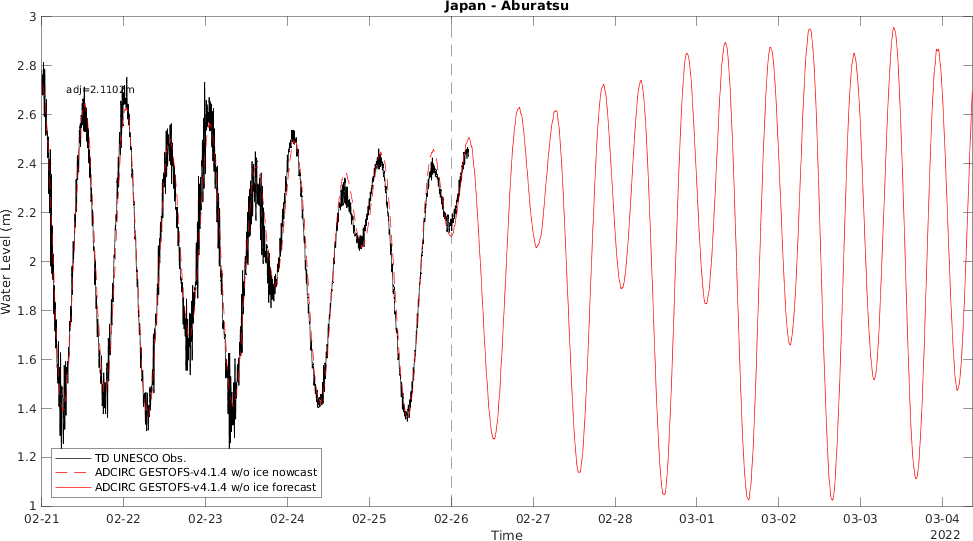 Japan - Aburatsu
3
2.8
adj=2.1102m
2.6
2.4
2.2
Water Level (m)
2
1.8
1.6
1.4
1.2
1
TD UNESCO Obs.
ADCIRC GESTOFS-v4.1.4 w/o ice nowcast
ADCIRC GESTOFS-v4.1.4 w/o ice forecast
02-21 02-22 02-23 02-24 02-25 02-26 02-27 02-28 03-01 03-02 03-03 03-04
2022
Time